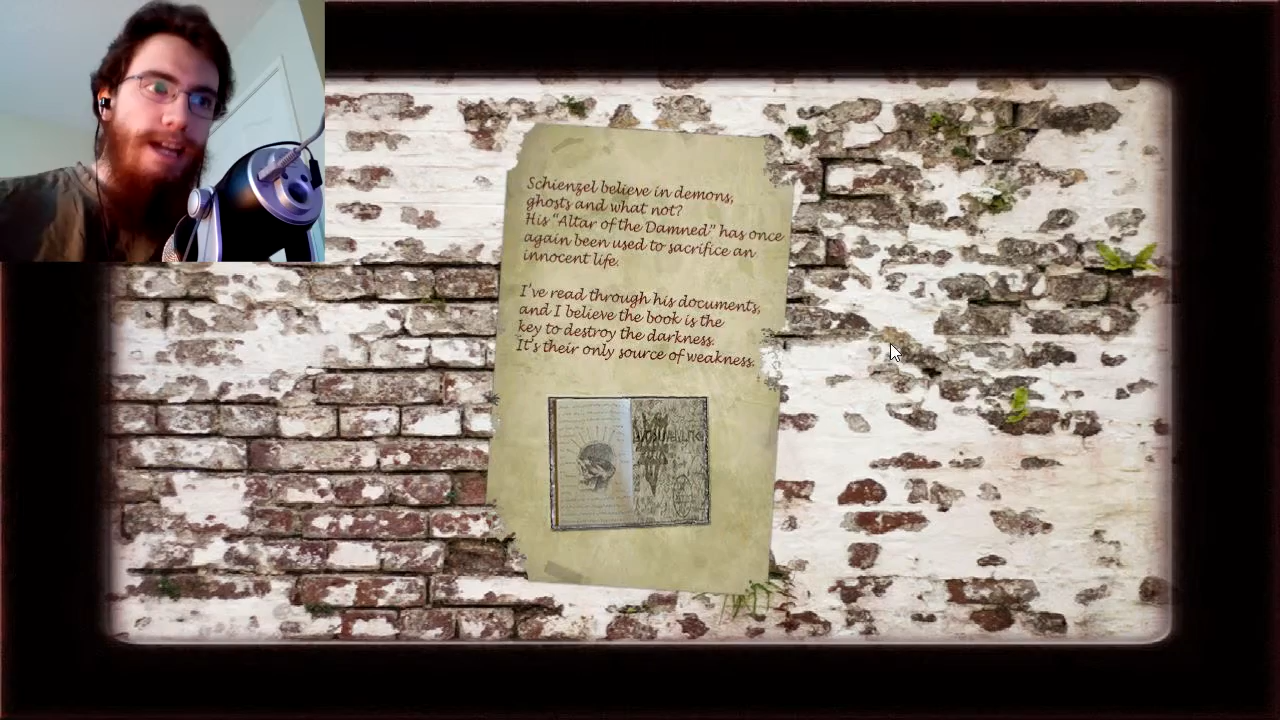 Schienzel believe in demons,
ghosts and what not?
His "Altar of the Damned" has once
again been used to sacrifice an
innocent life.
I've read through his documents,
and I believe the book is the
key to destroy the darkness.
It's their only source of weakness.